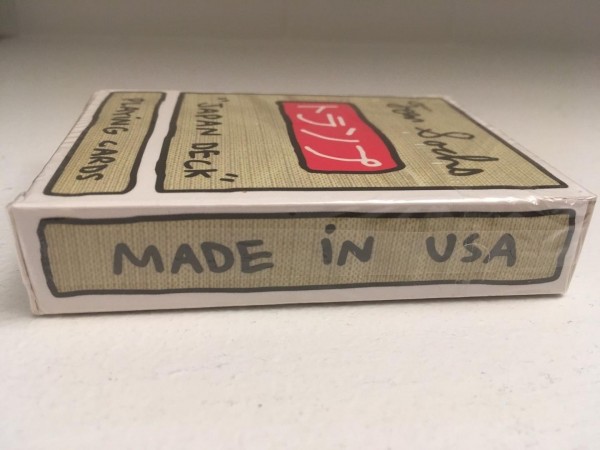 Tom Sachs
トランプ
"JAPAN DECK"
PLAYING CARDS
MADE iN USA